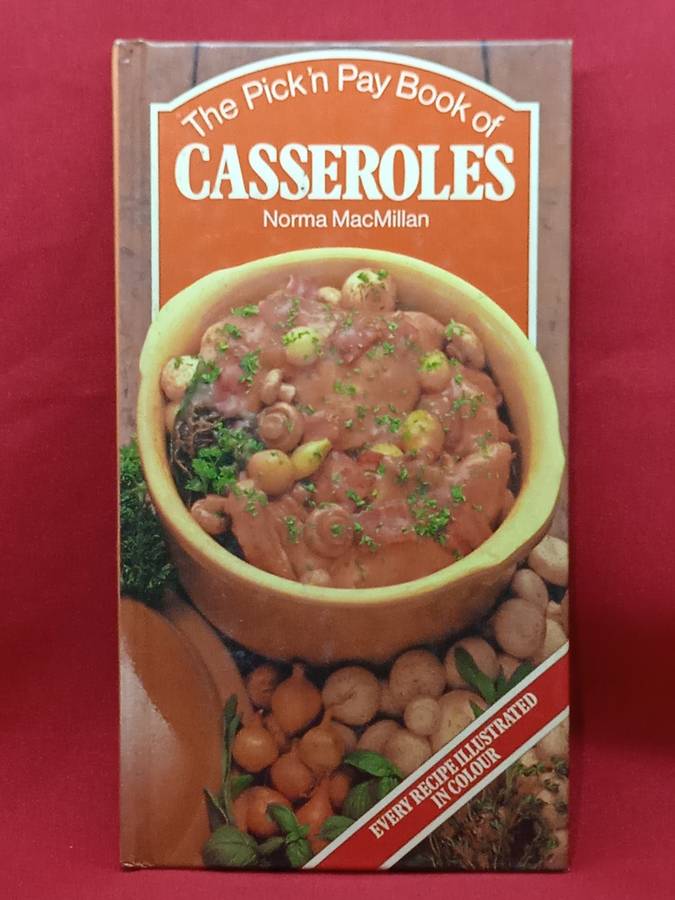 The Pick'n Pay Book of
CASSEROLES
Norma MacMillan
EVERY RECIPE ILLUSTRATED
IN COLOUR